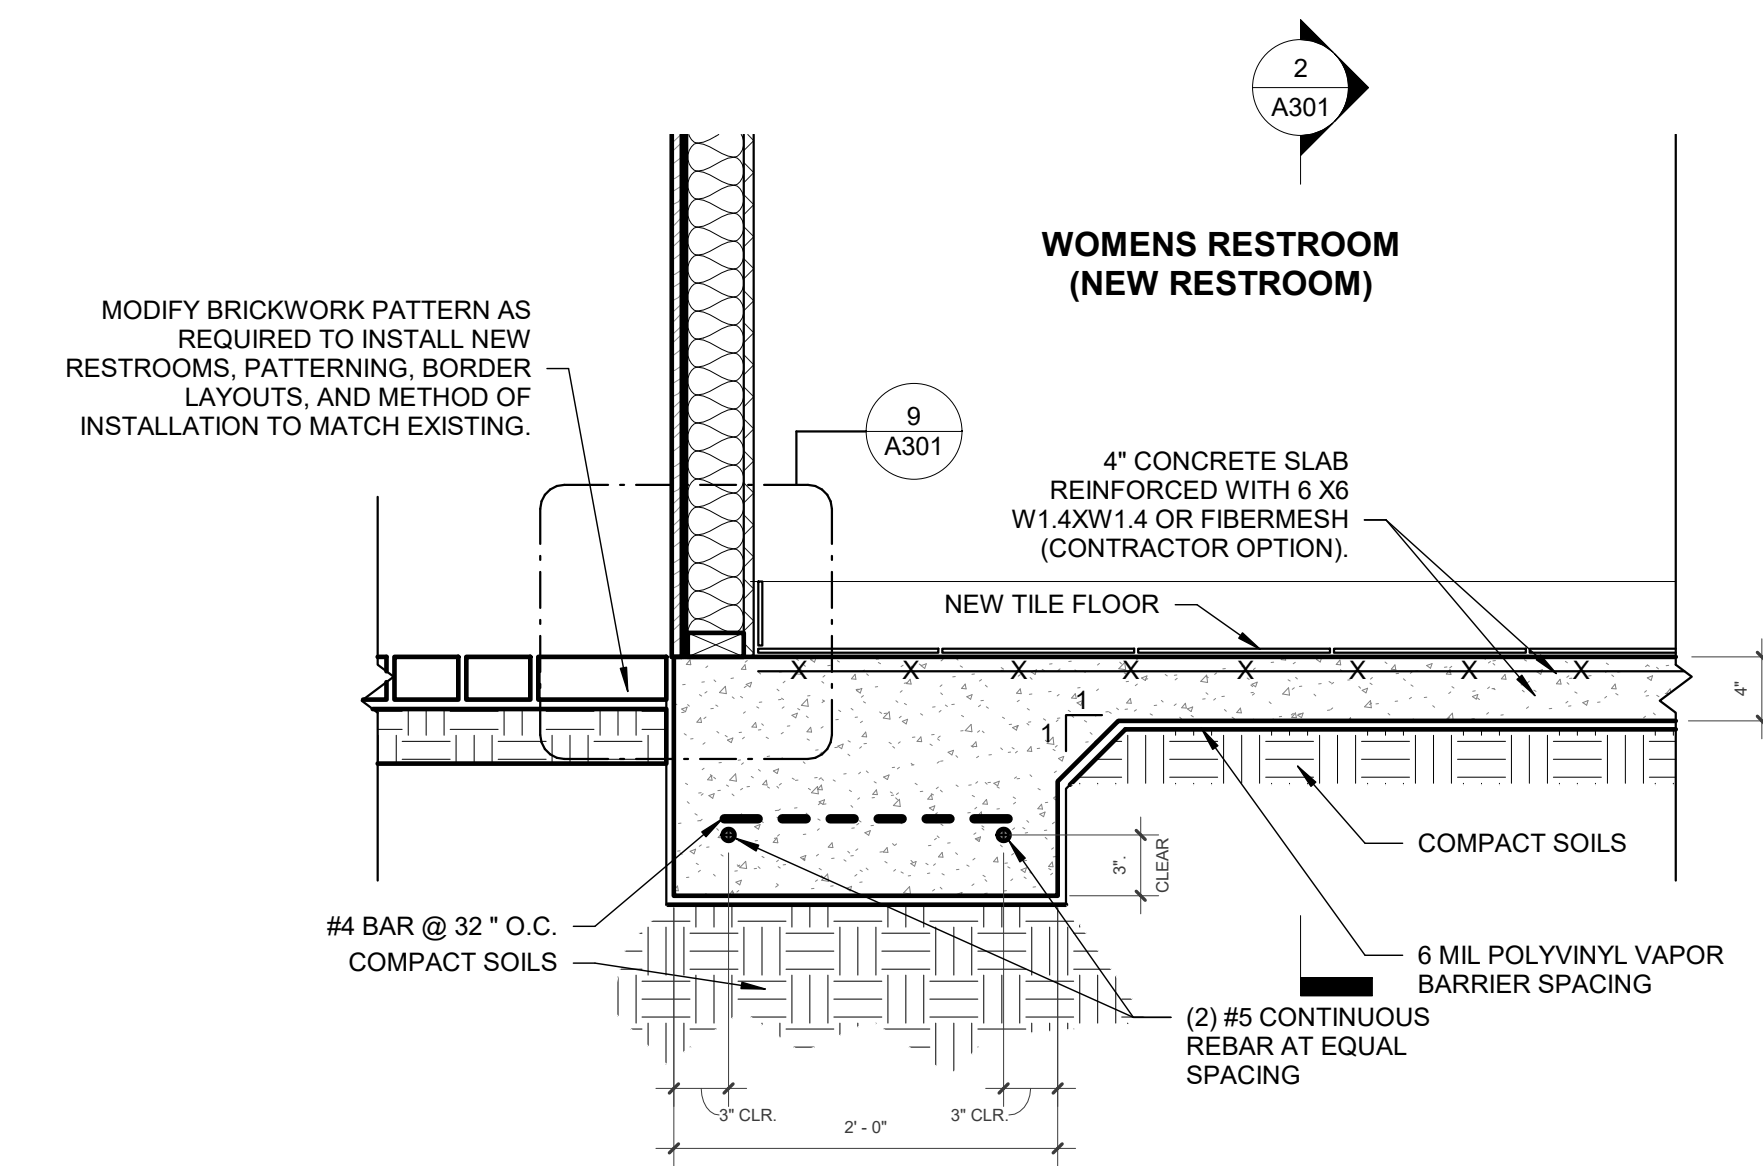 2
A301
WOMENS RESTROOM
(NEW RESTROOM)
MODIFY BRICKWORK PATTERN AS
REQUIRED TO INSTALL NEW
RESTROOMS, PATTERNING, BORDER
LAYOUTS, AND METHOD OF
INSTALLATION TO MATCH EXISTING.
9
A301
4" CONCRETE SLAB
REINFORCED WITH 6 X6
W1.4XW1.4 OR FIBERMESH
(CONTRACTOR OPTION).
NEW TILE FLOOR
X X X X X X X X
4"
1
1
3".
CLEAR
COMPACT SOILS
#4 BAR @ 32 " O.C.
COMPACT SOILS
6 MIL POLYVINYL VAPOR
BARRIER SPACING
(2) #5 CONTINUOUS
REBAR AT EQUAL
SPACING
3" CLR.
3" CLR.
2' - 0"